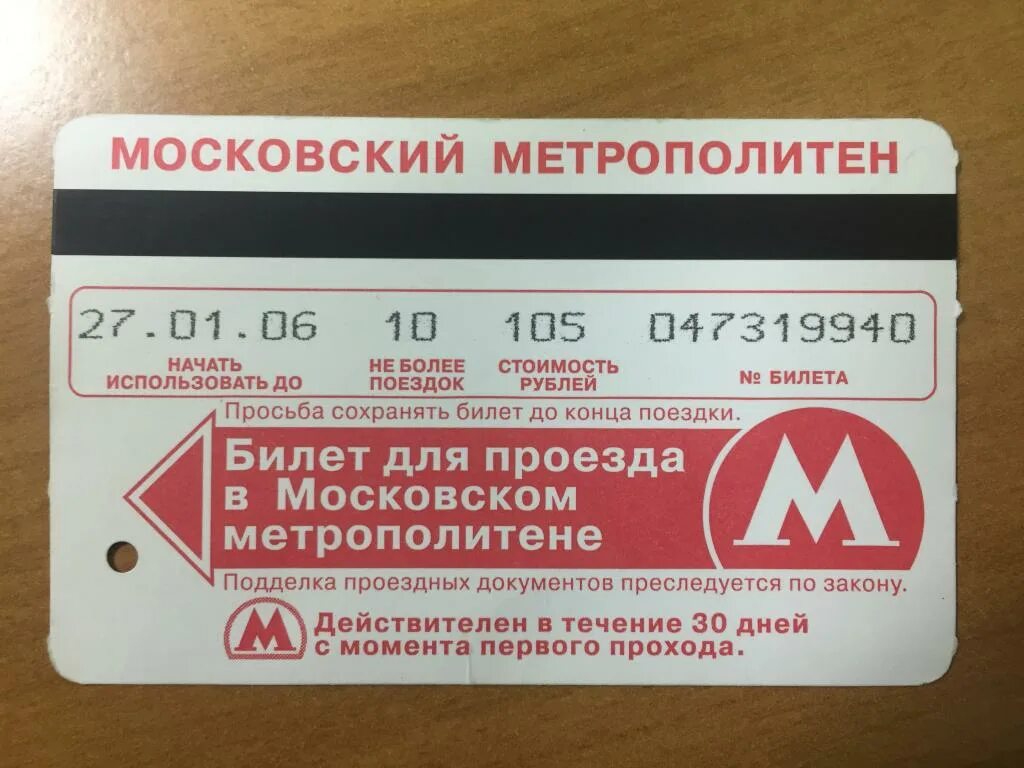 МОСКОВСКИЙ МЕТРОПОЛИТЕН
27.01.06 10 105 047319940
НАЧАТЬ ИСПОЛЬЗОВАТЬ ДО
НЕ БОЛЕЕ ПОЕЗДОК
СТОИМОСТЬ РУБЛЕЙ
№ БИЛЕТА
Просьба сохранять билет до конца поездки.
Билет для проезда
в Московском
метрополитене
М
Подделка проездных документов преследуется по закону.
М
Действителен в течение 30 дней
с момента первого прохода.